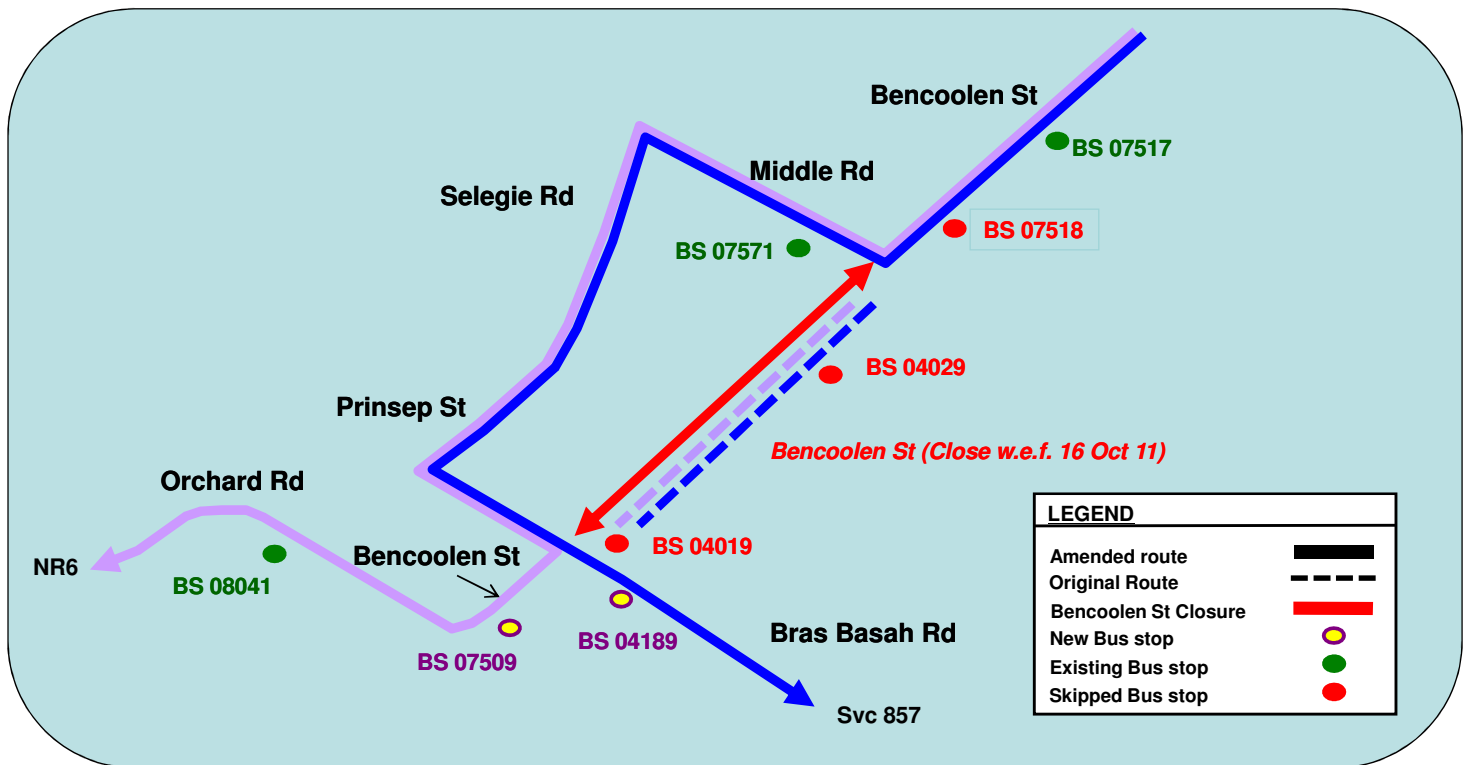 Bencoolen St
BS 07517
Middle Rd
Selegie Rd
BS 07518
BS 07571
BS 04029
Prinsep St
Bencoolen St (Close w.e.f. 16 Oct 11)
Orchard Rd
BS 04019
Bencoolen St
NR6
BS 08041
BS 04189
Bras Basah Rd
BS 07509
Svc 857
LEGEND
Amended route
Original Route
Bencoolen St Closure
New Bus stop
Existing Bus stop
Skipped Bus stop